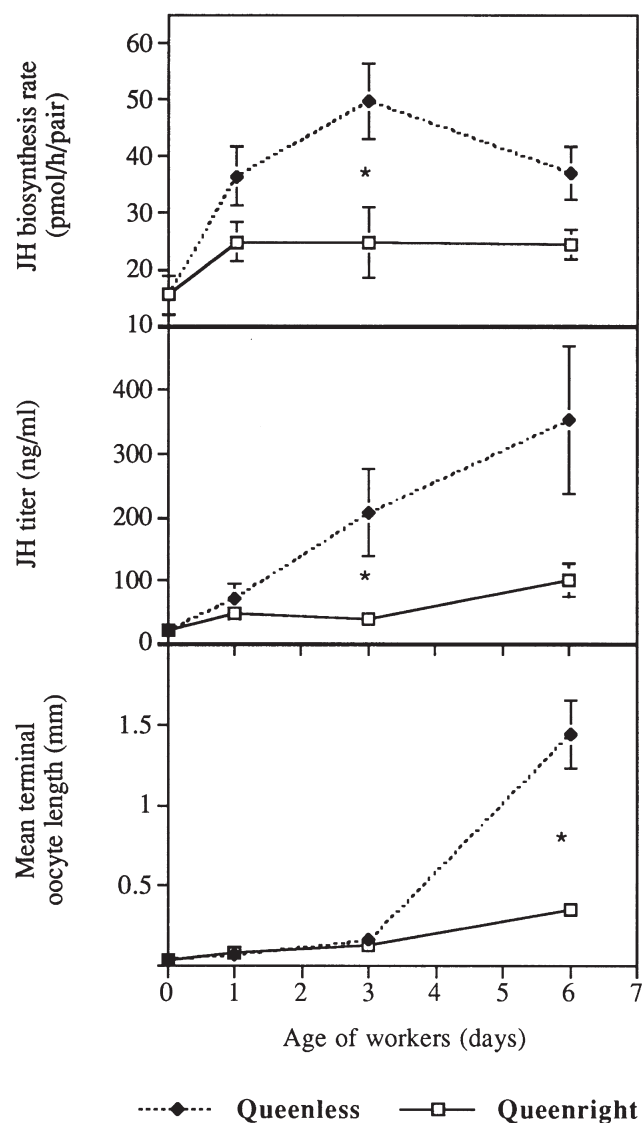 JH biosynthesis rate
(pmol/h/pair)
60
50
40
30
20
10
*
JH titer (ng/ml)
400
300
200
100
0
*
Mean terminal
oocyte length (mm)
1.5
1
0.5
*
0 1 2 3 4 5 6 7
Age of workers (days)
Queenless Queenright